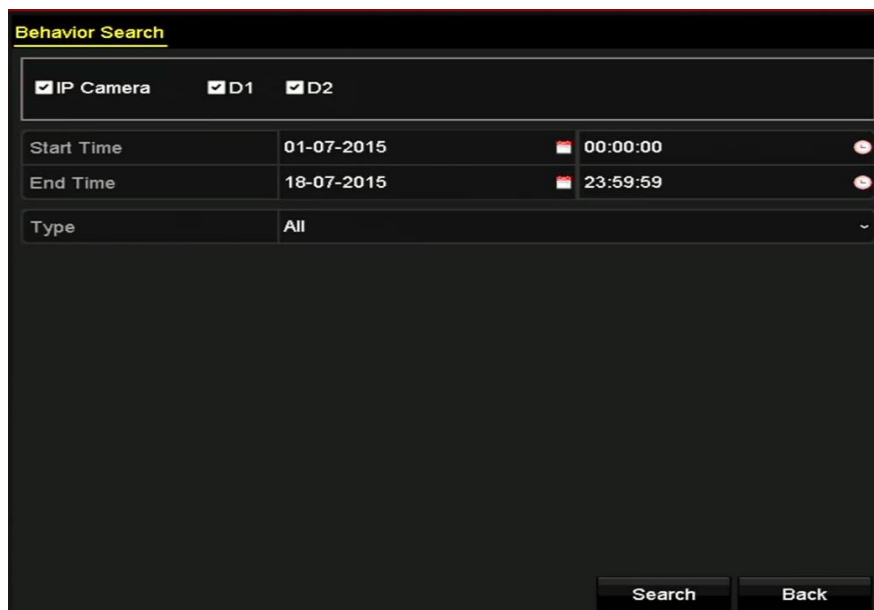 Behavior Search
IP Camera D1 D2
Start Time 01-07-2015 00:00:00
End Time 18-07-2015 23:59:59
Type All
Search Back